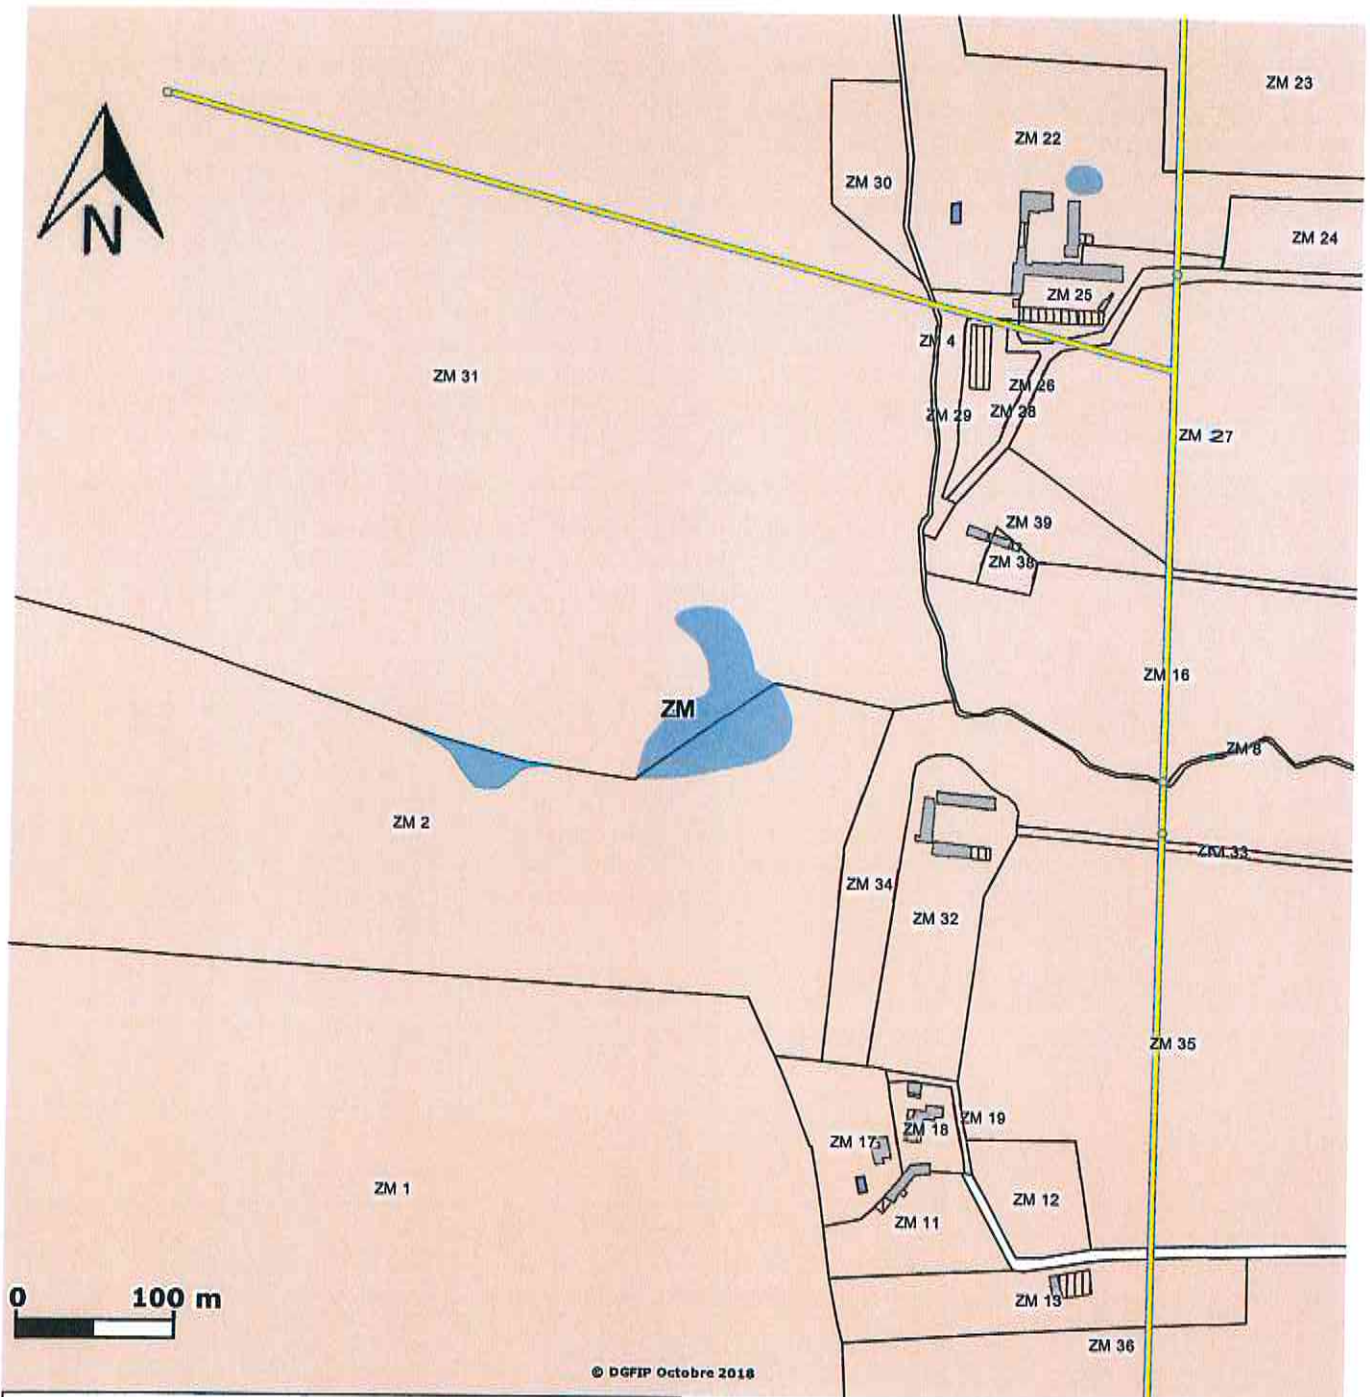 ZM 23
ZM 22
ZM 30
N
ZM 24
ZM 25
ZM 4
ZM 31
ZM 26
ZM 29
ZM 28
ZM 27
ZM 39
ZM 38
ZM 16
ZM
ZM 8
ZM 2
ZM 33
ZM 34
ZM 32
ZM 35
ZM 19
ZM 18
ZM 17
ZM 1
ZM 12
ZM 11
0 100 m
ZM 13
ZM 36
© DGFIP Octobre 2018